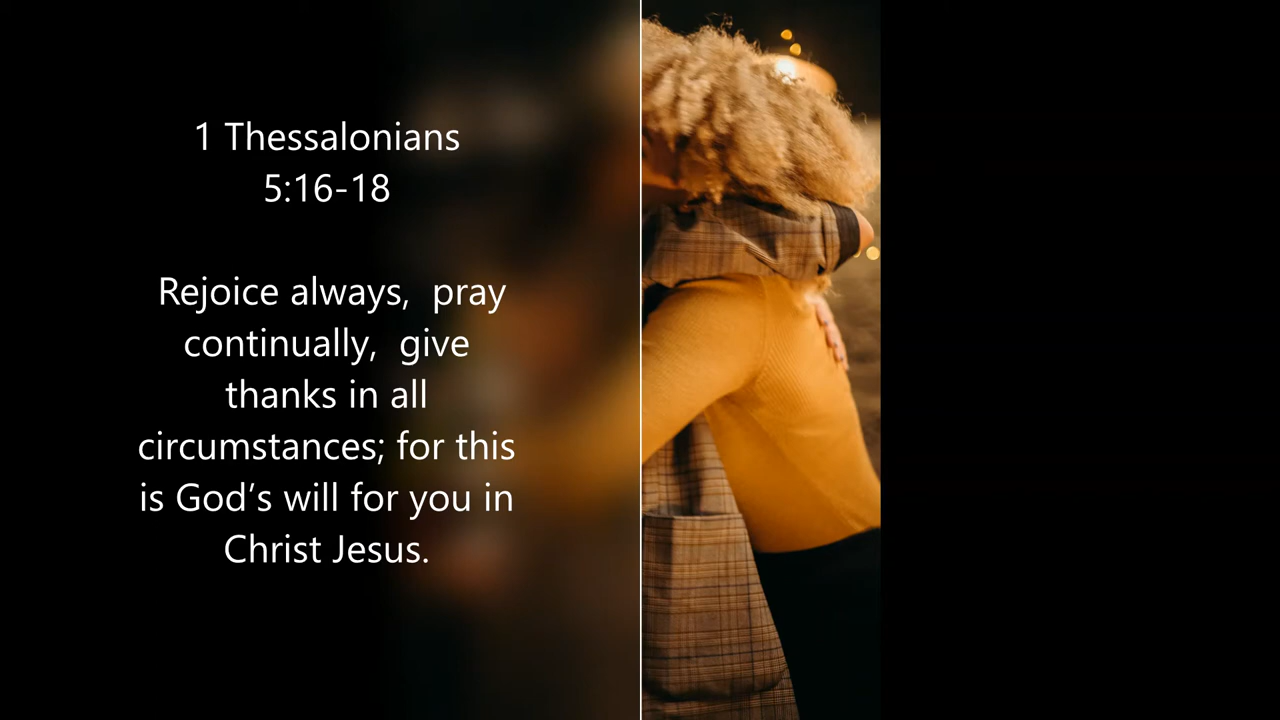 1 Thessalonians
5:16-18
Rejoice always,  pray
continually,  give
thanks in all
circumstances; for this
is God’s will for you in
Christ Jesus.